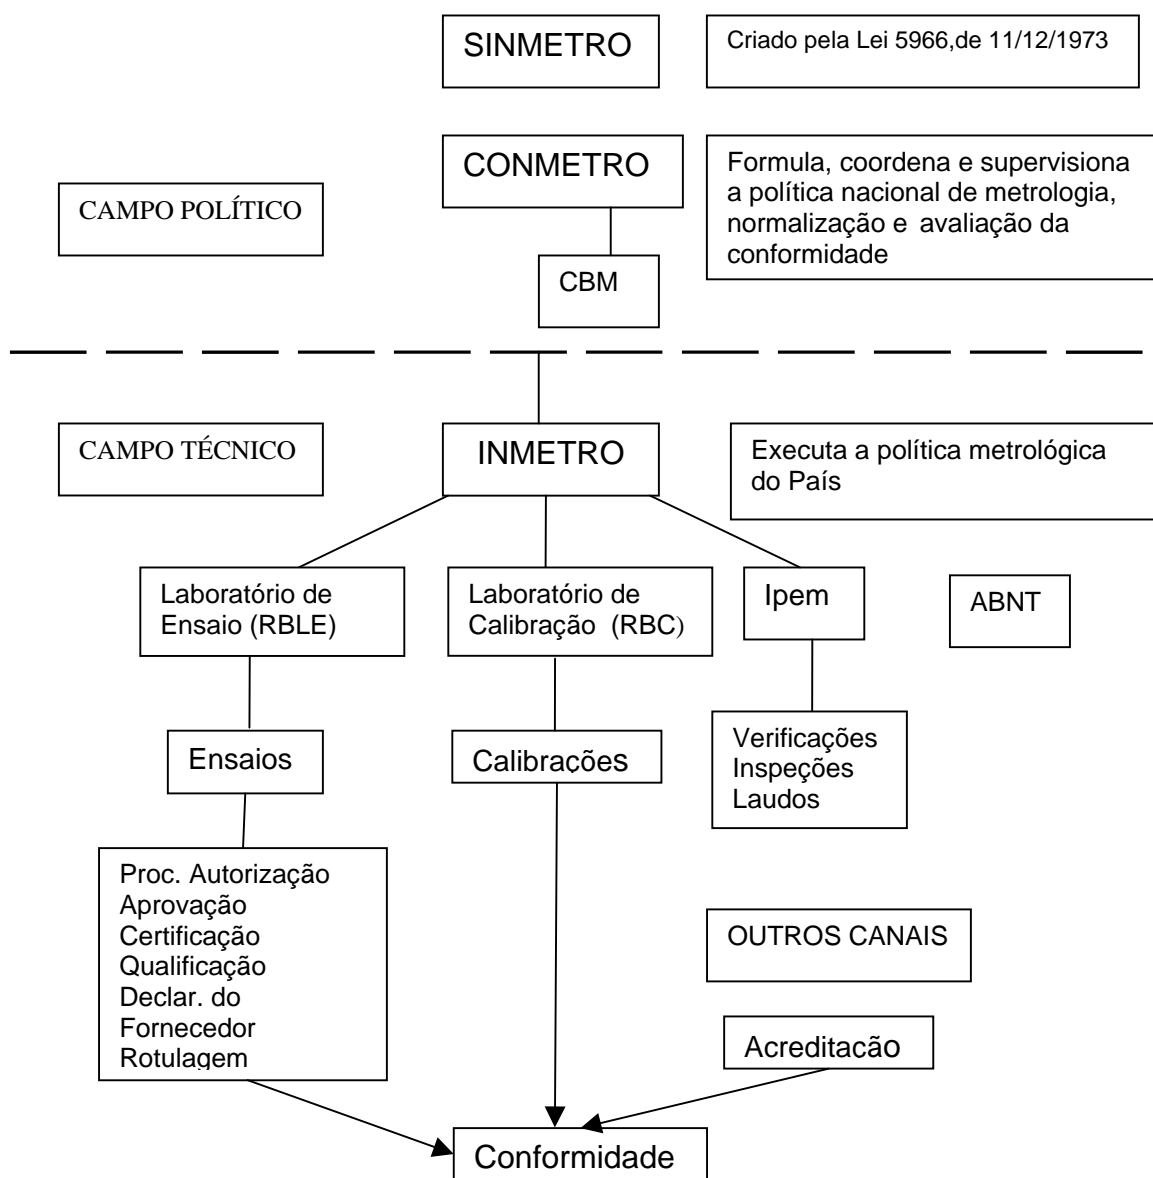 SINMETRO
Criado pela Lei 5966,de 11/12/1973
CONMETRO
Formula, coordena e supervisiona
a política nacional de metrologia,
normalização e avaliação da
conformidade
CAMPO POLÍTICO
CBM
CAMPO TÉCNICO
INMETRO
Executa a política metrológica
do País
Laboratório de
Ensaio (RBLE)
Laboratório de
Calibração (RBC)
Ipem
ABNT
Ensaios
Calibrações
Verificações
Inspeções
Laudos
Proc. Autorização
Aprovação
Certificação
Qualificação
Declar. do
Fornecedor
Rotulagem
OUTROS CANAIS
Acreditacão
Conformidade